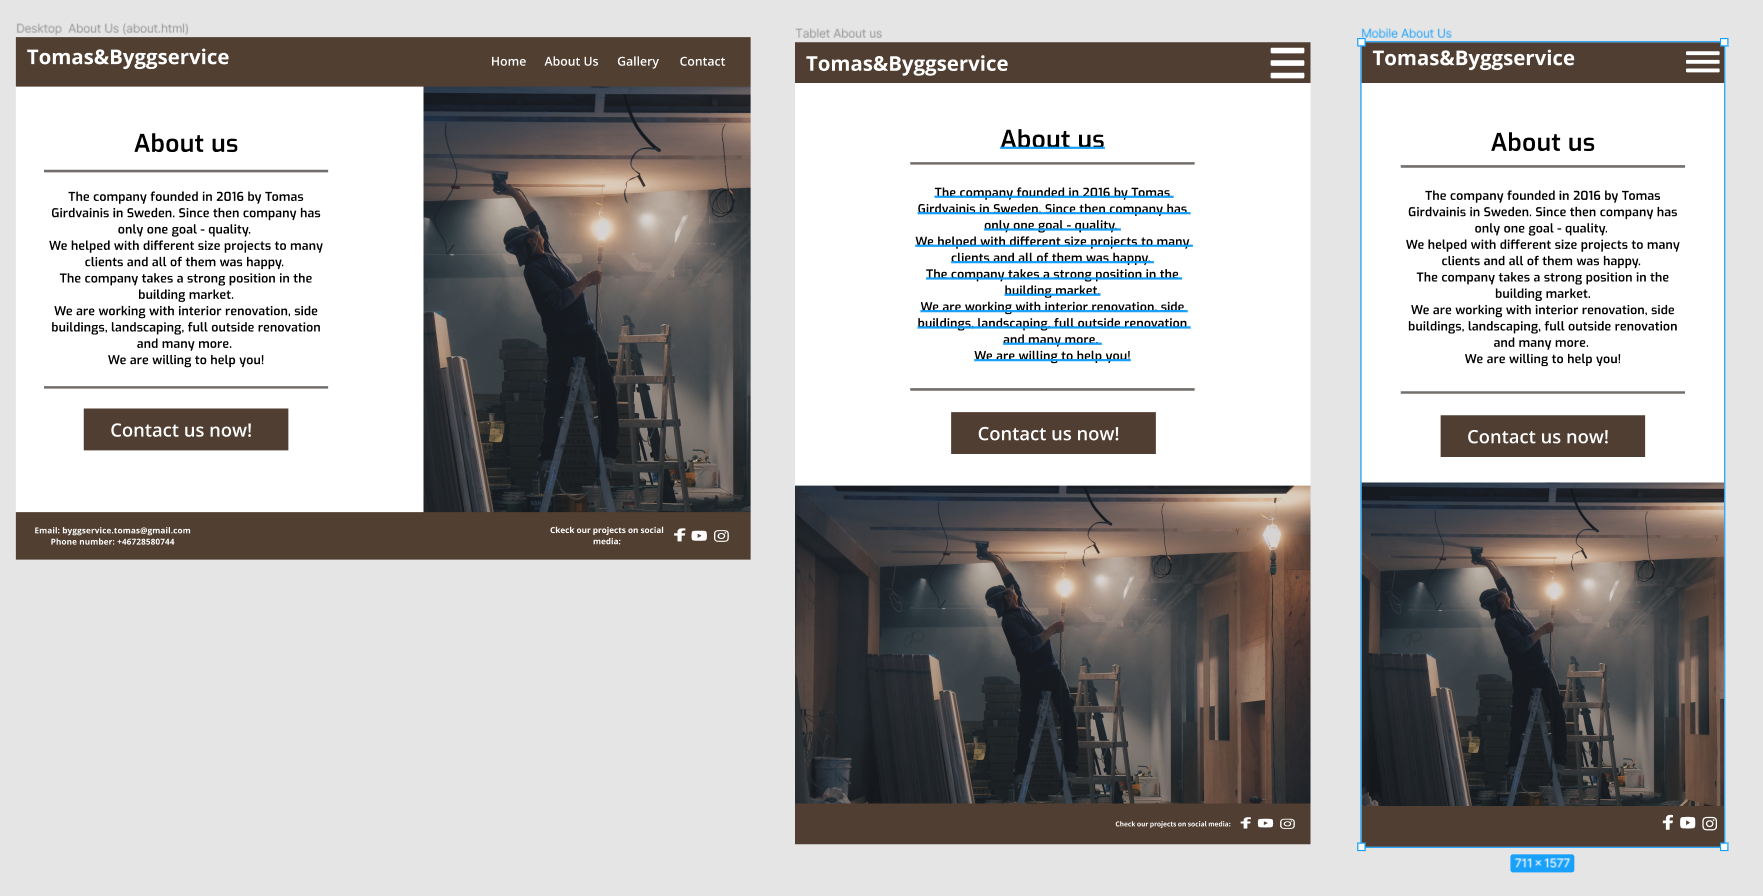 Desktop  About Us (about.html)
Tomas&Byggservice
Home About Us Gallery Contact
About us
The company founded in 2016 by Tomas
Girdvainis in Sweden. Since then company has
only one goal - quality.
We helped with different size projects to many
clients and all of them was happy.
The company takes a strong position in the
building market.
We are working with interior renovation, side
buildings, landscaping, full outside renovation
and many more.
We are willing to help you!
Contact us now!
Email: byggservice.tomas@gmail.com
Phone number: +46728580744
Ckeck our projects on social
media:
Tablet About us
Tomas&Byggservice
About us
The company founded in 2016 by Tomas
Girdvainis in Sweden. Since then company has
only one goal - quality.
We helped with different size projects to many
clients and all of them was happy.
The company takes a strong position in the
building market.
We are working with interior renovation, side
buildings, landscaping, full outside renovation
and many more.
We are willing to help you!
Contact us now!
Check our projects on social media:
Mobile About Us
Tomas&Byggservice
About us
The company founded in 2016 by Tomas
Girdvainis in Sweden. Since then company has
only one goal - quality.
We helped with different size projects to many
clients and all of them was happy.
The company takes a strong position in the
building market.
We are working with interior renovation, side
buildings, landscaping, full outside renovation
and many more.
We are willing to help you!
Contact us now!
711 × 1577